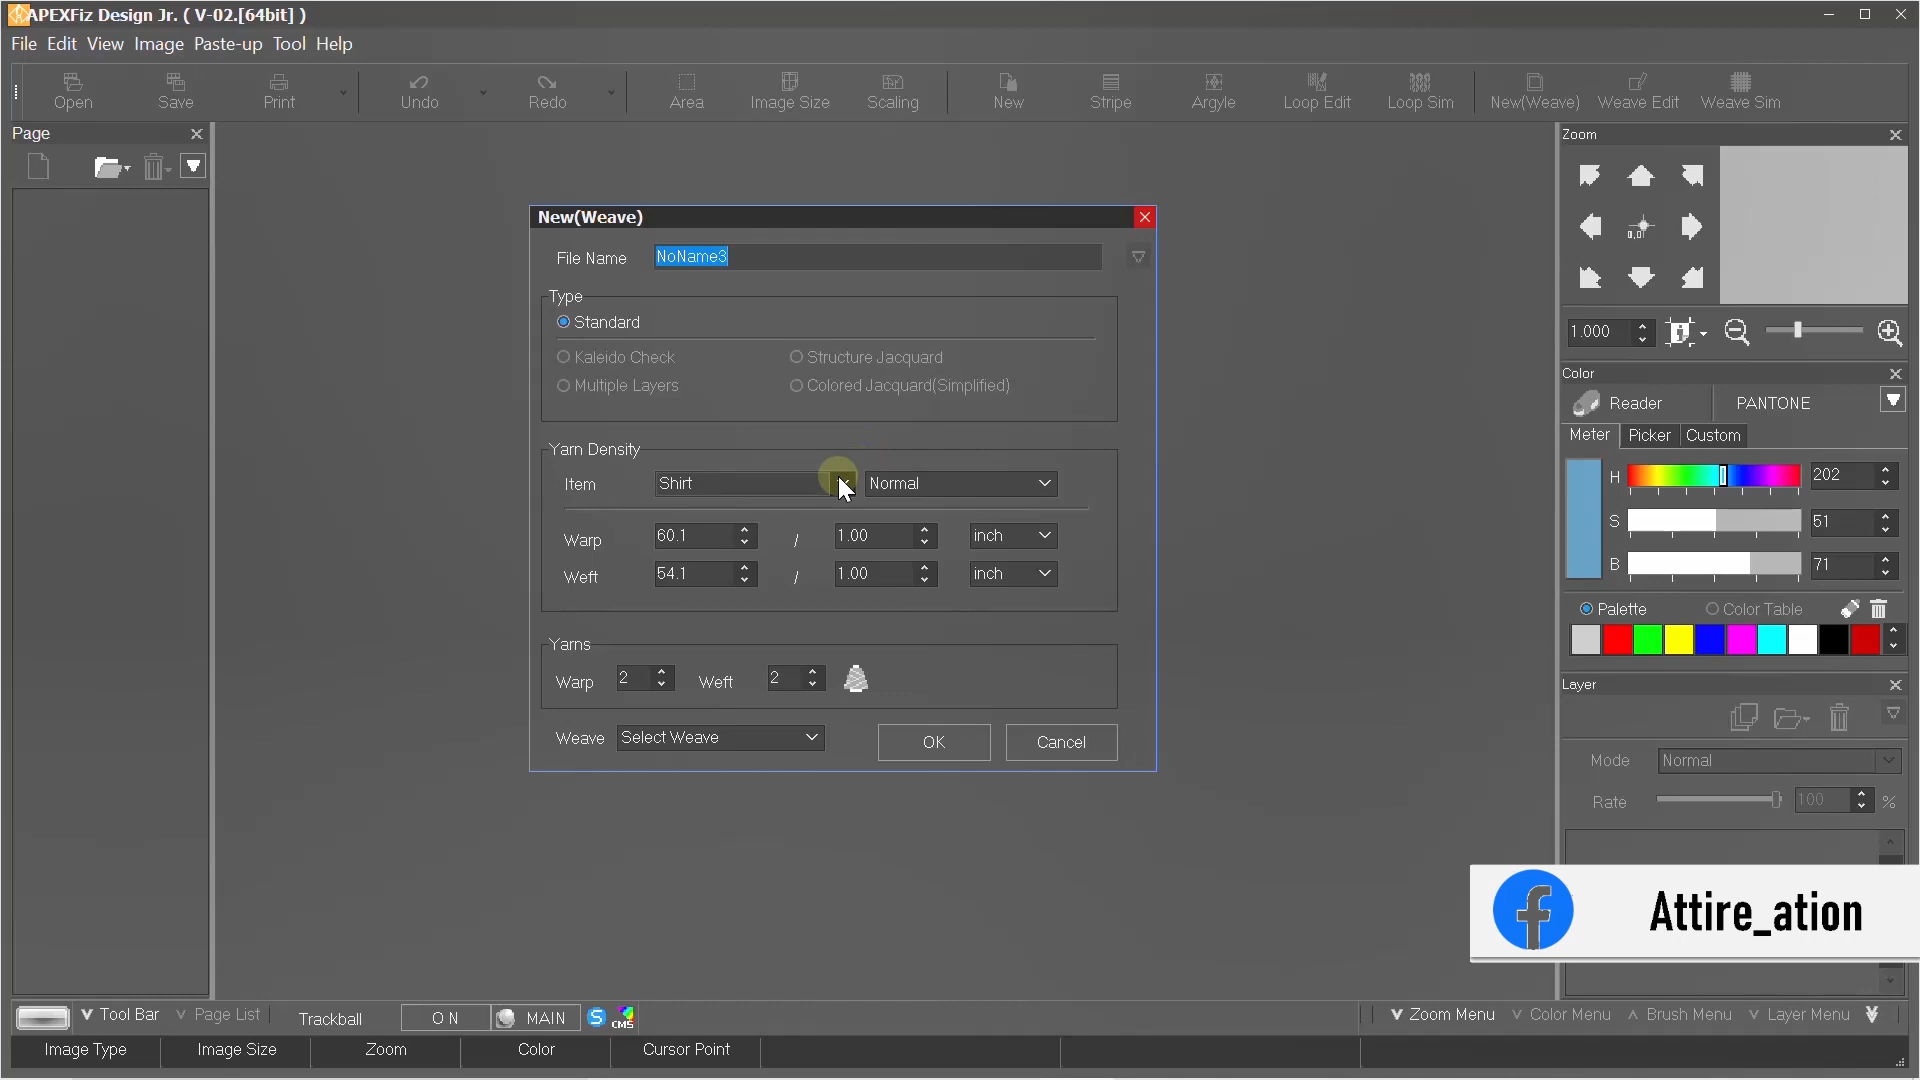 APEXFiz Design Jr. ( V-02.[64bit] )
File Edit View Image Paste-up Tool Help
Open Save Print Undo Redo Area Image Size Scaling New Stripe Argyle Loop Edit Loop Sim New(Weave) Weave Edit Weave Sim
Page
Zoom
0,0
1.000
Color
Reader PANTONE
Meter Picker Custom
H 202
S 51
B 71
Palette Color Table
Layer
Mode Normal
Rate 100 %
New(Weave)
File Name NoName3
Type
Standard
Kaleido Check Structure Jacquard
Multiple Layers Colored Jacquard(Simplified)
Yarn Density
Item Shirt Normal
Warp 60.1 / 1.00 inch
Weft 54.1 / 1.00 inch
Yarns
Warp 2 Weft 2
Weave Select Weave OK Cancel
Attire_ation
Tool Bar Page List Trackball ON MAIN S CMS Zoom Menu Color Menu Brush Menu Layer Menu
Image Type Image Size Zoom Color Cursor Point